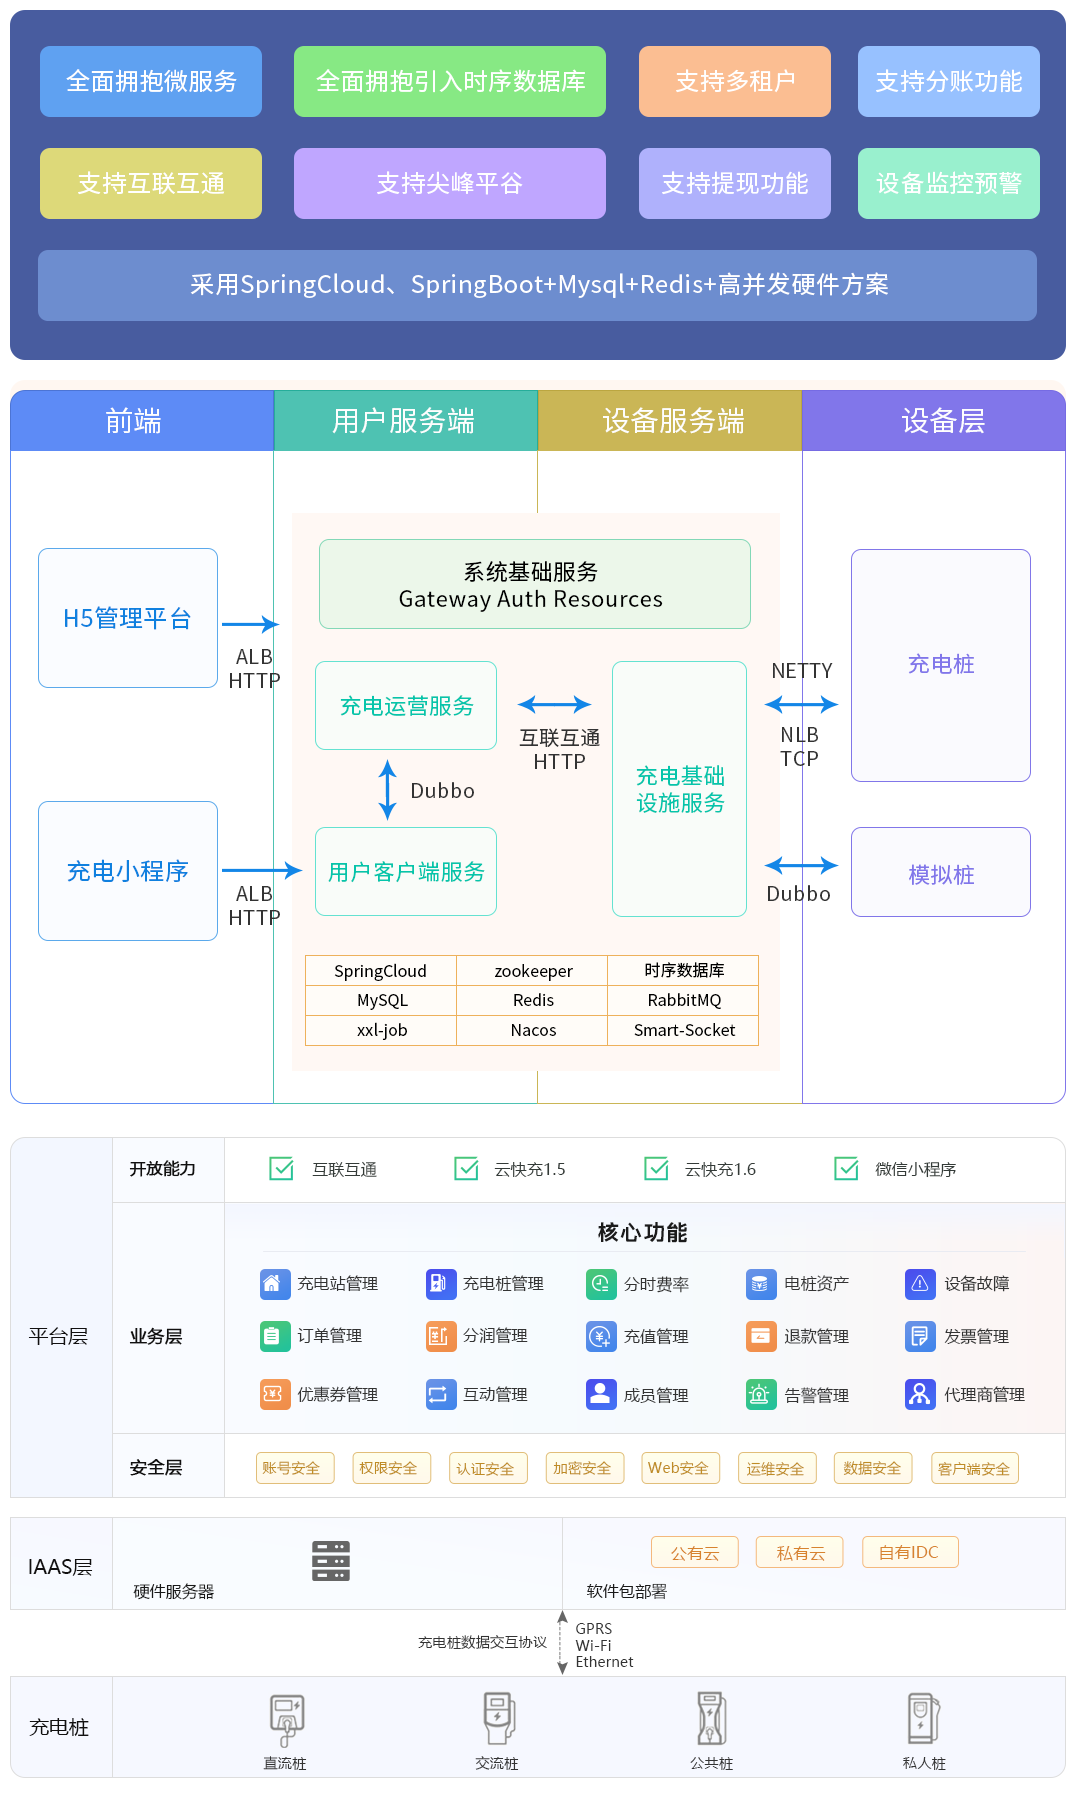 全面拥抱微服务
全面拥抱引入时序数据库
支持多租户
支持分账功能
支持互联互通
支持尖峰平谷
支持提现功能
设备监控预警
采用SpringCloud、SpringBoot+Mysql+Redis+高并发硬件方案
前端
用户服务端
设备服务端
设备层
H5管理平台
ALB
HTTP
充电小程序
ALB
HTTP
系统基础服务
Gateway Auth Resources
充电运营服务
互联互通
HTTP
Dubbo
用户客户端服务
充电基础
设施服务
NETTY
NLB
TCP
Dubbo
充电桩
模拟桩
SpringCloud
zookeeper
时序数据库
MySQL
Redis
RabbitMQ
xxl-job
Nacos
Smart-Socket
平台层
开放能力
互联互通
云快充1.5
云快充1.6
微信小程序
业务层
核心功能
充电站管理
充电桩管理
分时费率
电桩资产
设备故障
订单管理
分润管理
充值管理
退款管理
发票管理
优惠券管理
互动管理
成员管理
告警管理
代理商管理
安全层
账号安全
权限安全
认证安全
加密安全
Web安全
运维安全
数据安全
客户端安全
IAAS层
硬件服务器
公有云
私有云
自有IDC
软件包部署
充电桩数据交互协议
GPRS
Wi-Fi
Ethernet
充电桩
直流桩
交流桩
公共桩
私人桩